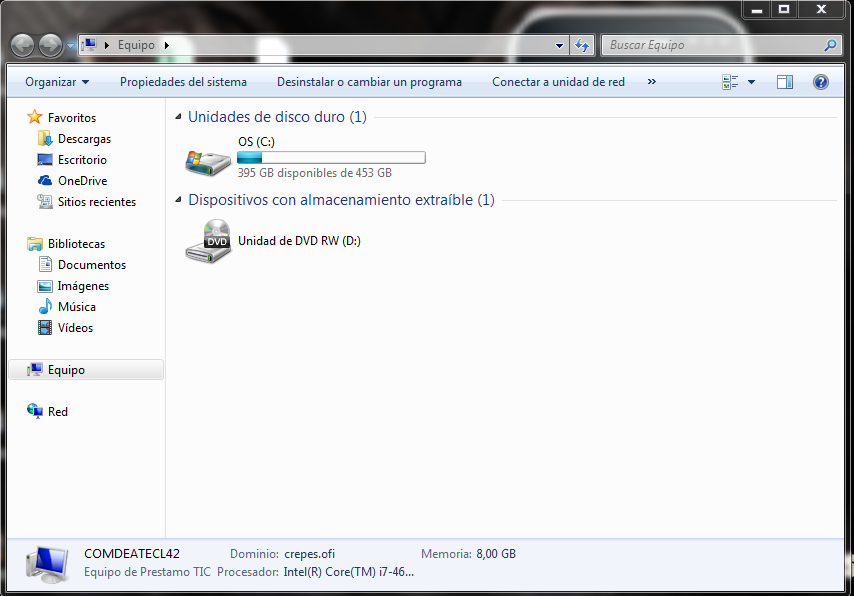 Equipo
Buscar Equipo
Organizar
Propiedades del sistema
Desinstalar o cambiar un programa
Conectar a unidad de red
»
Favoritos
Descargas
Escritorio
OneDrive
Sitios recientes
Bibliotecas
Documentos
Imágenes
Música
Vídeos
Equipo
Red
Unidades de disco duro (1)
OS (C:)
395 GB disponibles de 453 GB
Dispositivos con almacenamiento extraíble (1)
DVD
Unidad de DVD RW (D:)
COMDEATECL42 Dominio: crepes.ofi Memoria: 8,00 GB
Equipo de Prestamo TIC Procesador: Intel(R) Core(TM) i7-46...